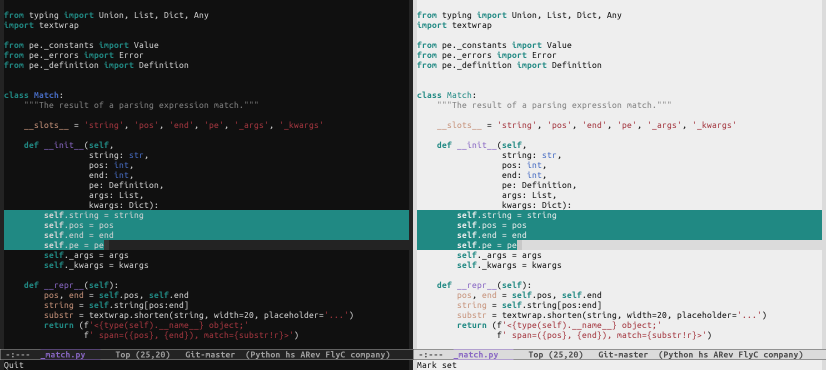 from typing import Union, List, Dict, Any
import textwrap
from pe._constants import Value
from pe._errors import Error
from pe._definition import Definition
class Match:
"""The result of a parsing expression match."""
__slots__ = 'string', 'pos', 'end', 'pe', '_args', '_kwargs'
def __init__(self,
string: str,
pos: int,
end: int,
pe: Definition,
args: List,
kwargs: Dict):
self.string = string
self.pos = pos
self.end = end
self.pe = pe
self._args = args
self._kwargs = kwargs
def __repr__(self):
pos, end = self.pos, self.end
string = self.string[pos:end]
substr = textwrap.shorten(string, width=20, placeholder='...')
return (f'<{type(self).__name__} object;'
f' span=({pos}, {end}), match={substr!r}>')
-:--- _match.py Top (25,20) Git-master (Python hs ARev FlyC company)
Quit
from typing import Union, List, Dict, Any
import textwrap
from pe._constants import Value
from pe._errors import Error
from pe._definition import Definition
class Match:
"""The result of a parsing expression match."""
__slots__ = 'string', 'pos', 'end', 'pe', '_args', '_kwargs'
def __init__(self,
string: str,
pos: int,
end: int,
pe: Definition,
args: List,
kwargs: Dict):
self.string = string
self.pos = pos
self.end = end
self.pe = pe
self._args = args
self._kwargs = kwargs
def __repr__(self):
pos, end = self.pos, self.end
string = self.string[pos:end]
substr = textwrap.shorten(string, width=20, placeholder='...')
return (f'<{type(self).__name__} object;'
f' span=({pos}, {end}), match={substr!r}>')
-:--- _match.py Top (25,20) Git-master (Python hs ARev FlyC company)
Mark set